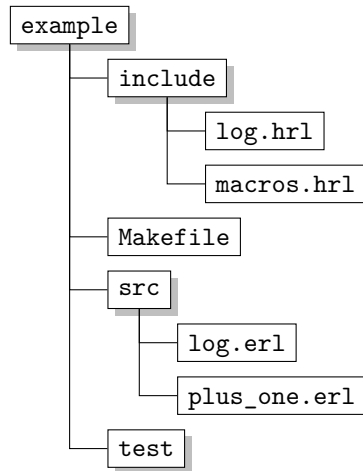 example
include
log.hrl
macros.hrl
Makefile
src
log.erl
plus_one.erl
test